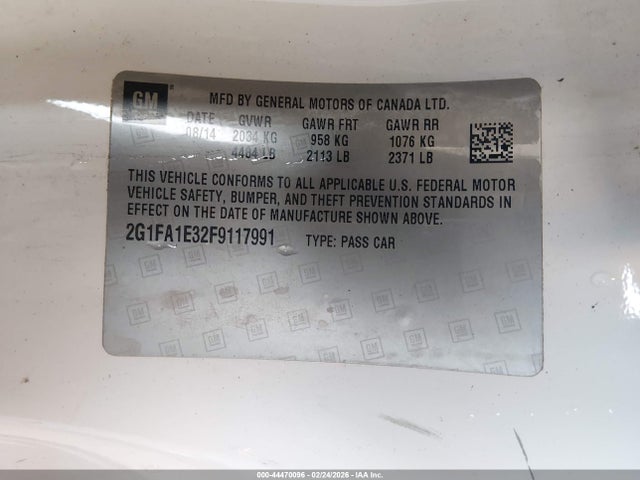 GM
MFD BY GENERAL MOTORS OF CANADA LTD.
DATE GVWR GAWR FRT GAWR RR
08/14 2034 KG 958 KG 1076 KG
4484 LB 2113 LB 2371 LB
THIS VEHICLE CONFORMS TO ALL APPLICABLE U.S. FEDERAL MOTOR
VEHICLE SAFETY, BUMPER, AND THEFT PREVENTION STANDARDS IN
EFFECT ON THE DATE OF MANUFACTURE SHOWN ABOVE.
2G1FA1E32F9117991 TYPE: PASS CAR
000-44470096 - 02/24/2026 - © Copyright 2026 IAA, Inc.